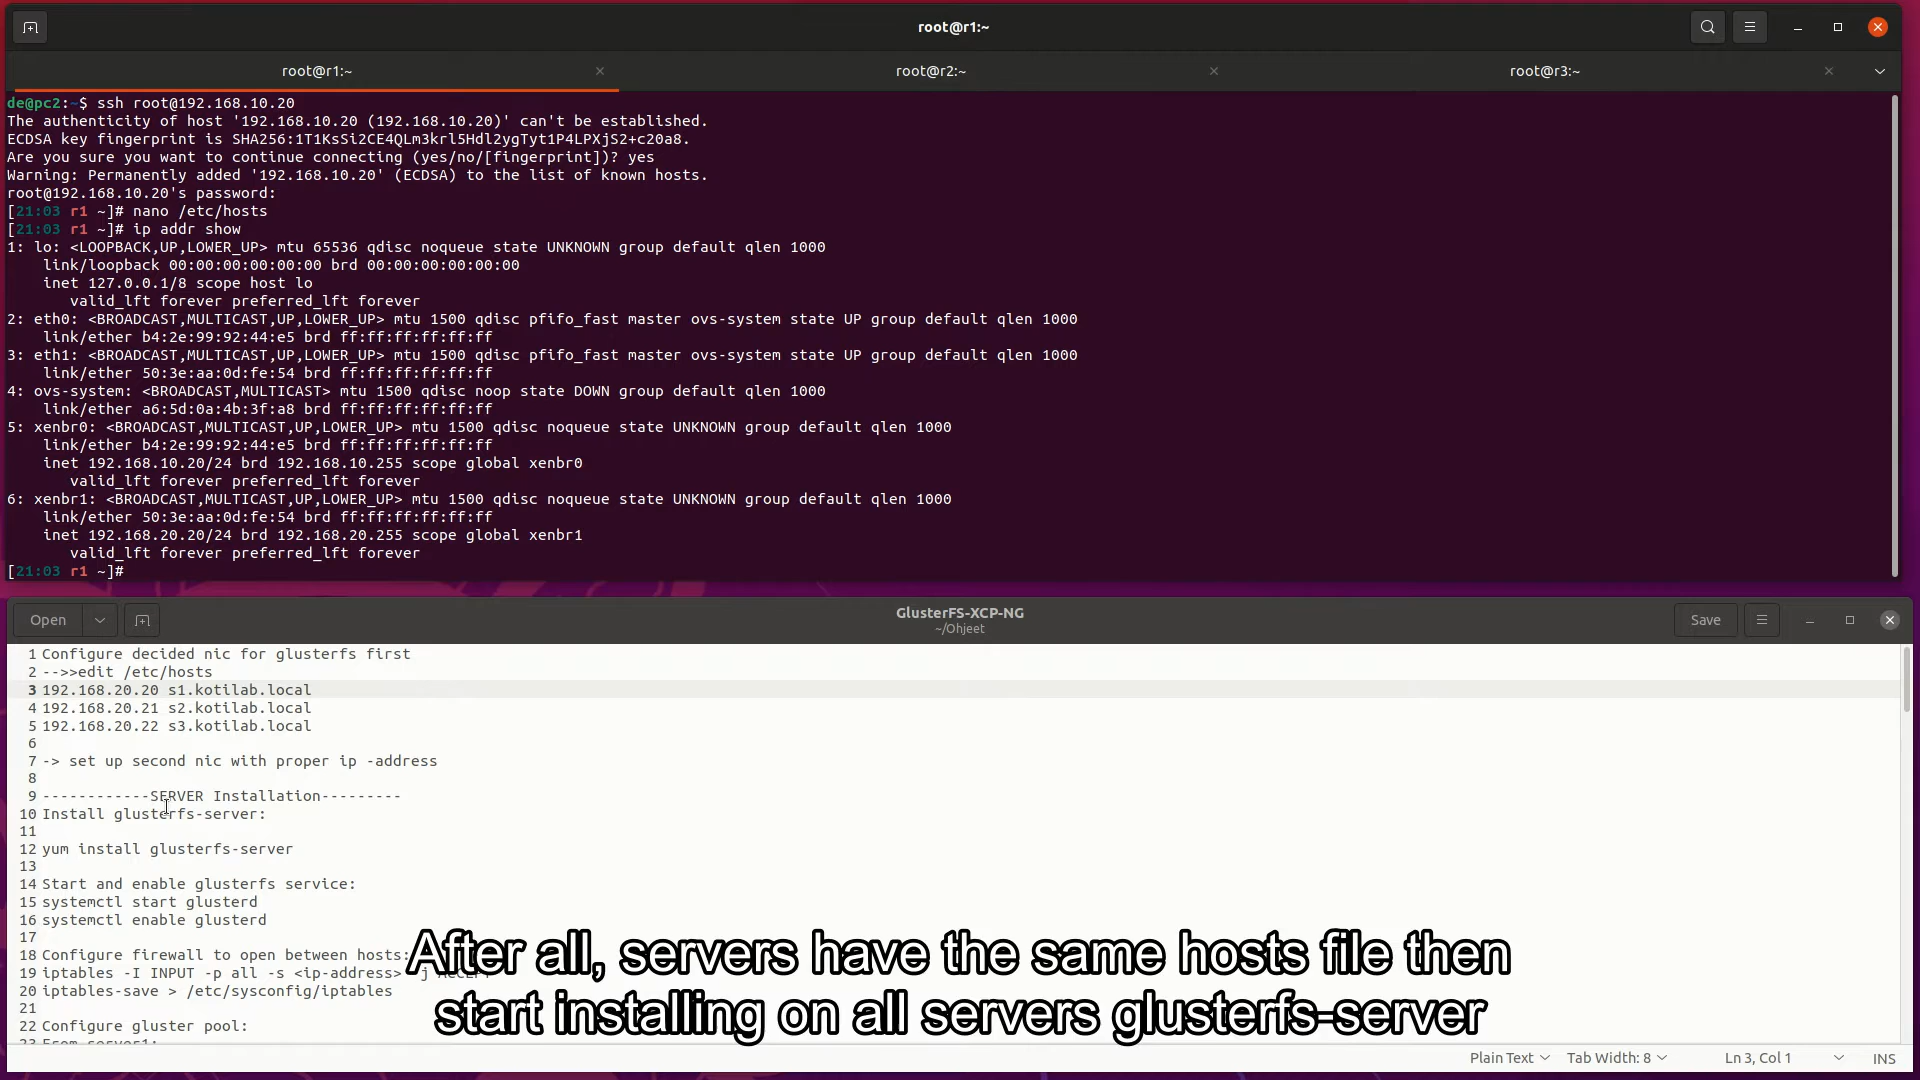 root@r1:~
root@r1:~
root@r2:~
root@r3:~
de@pc2:~$ ssh root@192.168.10.20
The authenticity of host '192.168.10.20 (192.168.10.20)' can't be established.
ECDSA key fingerprint is SHA256:1T1KsSi2CE4QLm3krl5Hdl2ygTyt1P4LPXjS2+c20a8.
Are you sure you want to continue connecting (yes/no/[fingerprint])? yes
Warning: Permanently added '192.168.10.20' (ECDSA) to the list of known hosts.
root@192.168.10.20's password:
[21:03 r1 ~]# nano /etc/hosts
[21:03 r1 ~]# ip addr show
1: lo: <LOOPBACK,UP,LOWER_UP> mtu 65536 qdisc noqueue state UNKNOWN group default qlen 1000
link/loopback 00:00:00:00:00:00 brd 00:00:00:00:00:00
inet 127.0.0.1/8 scope host lo
valid_lft forever preferred_lft forever
2: eth0: <BROADCAST,MULTICAST,UP,LOWER_UP> mtu 1500 qdisc pfifo_fast master ovs-system state UP group default qlen 1000
link/ether b4:2e:99:92:44:e5 brd ff:ff:ff:ff:ff:ff
3: eth1: <BROADCAST,MULTICAST,UP,LOWER_UP> mtu 1500 qdisc pfifo_fast master ovs-system state UP group default qlen 1000
link/ether 50:3e:aa:0d:fe:54 brd ff:ff:ff:ff:ff:ff
4: ovs-system: <BROADCAST,MULTICAST> mtu 1500 qdisc noop state DOWN group default qlen 1000
link/ether a6:5d:0a:4b:3f:a8 brd ff:ff:ff:ff:ff:ff
5: xenbr0: <BROADCAST,MULTICAST,UP,LOWER_UP> mtu 1500 qdisc noqueue state UNKNOWN group default qlen 1000
link/ether b4:2e:99:92:44:e5 brd ff:ff:ff:ff:ff:ff
inet 192.168.10.20/24 brd 192.168.10.255 scope global xenbr0
valid_lft forever preferred_lft forever
6: xenbr1: <BROADCAST,MULTICAST,UP,LOWER_UP> mtu 1500 qdisc noqueue state UNKNOWN group default qlen 1000
link/ether 50:3e:aa:0d:fe:54 brd ff:ff:ff:ff:ff:ff
inet 192.168.20.20/24 brd 192.168.20.255 scope global xenbr1
valid_lft forever preferred_lft forever
[21:03 r1 ~]#
Open
GlusterFS-XCP-NG
~/Ohjeet
Save
1 Configure decided nic for glusterfs first
2 -->>edit /etc/hosts
3 192.168.20.20 s1.kotilab.local
4 192.168.20.21 s2.kotilab.local
5 192.168.20.22 s3.kotilab.local
6
7 -> set up second nic with proper ip -address
8
9 ------------SERVER Installation---------
10 Install glusterfs-server:
11
12 yum install glusterfs-server
13
14 Start and enable glusterfs service:
15 systemctl start glusterd
16 systemctl enable glusterd
17
18 Configure firewall to open between hosts:
19 iptables -I INPUT -p all -s <ip-address>
20 iptables-save > /etc/sysconfig/iptables
21
22 Configure gluster pool:
23 From server1:
After all, servers have the same hosts file then
start installing on all servers glusterfs-server
Plain Text
Tab Width: 8
Ln 3, Col 1
INS